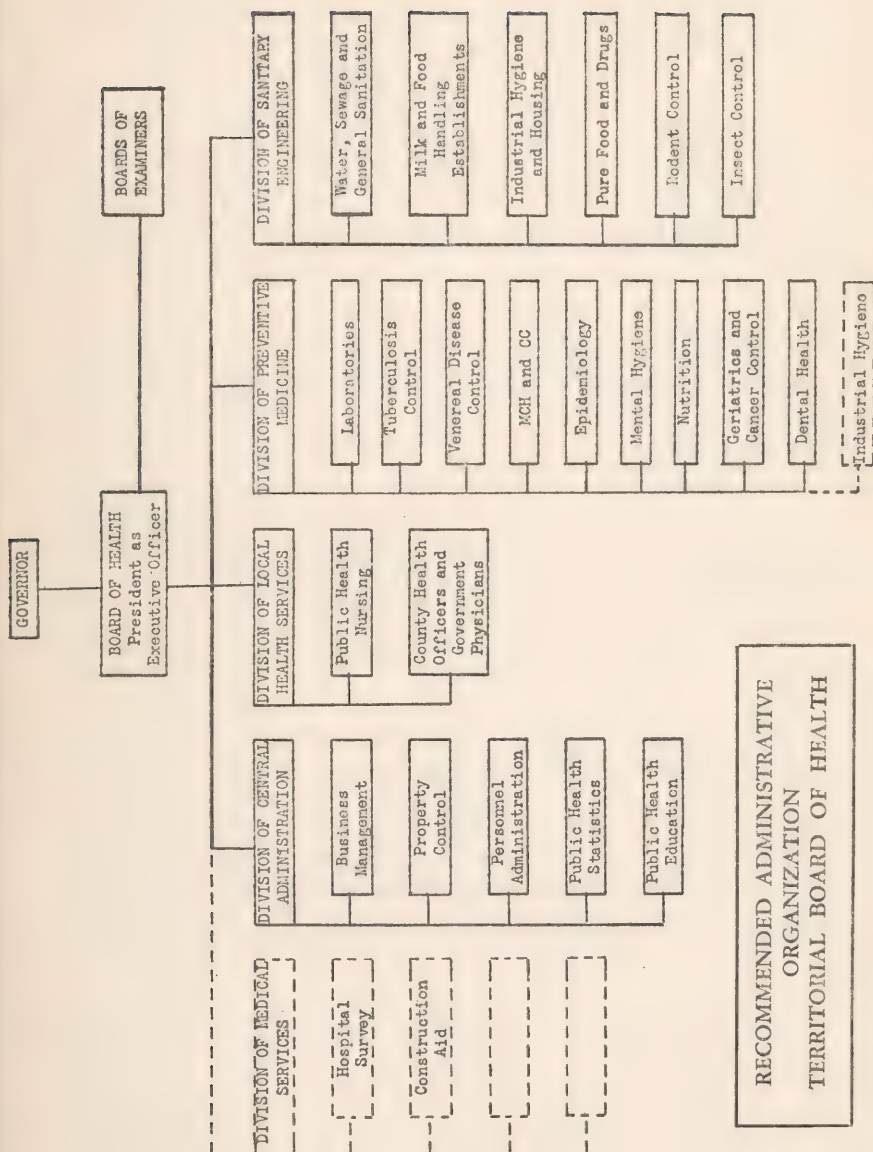 GOVERNOR
BOARD OF HEALTH
President as
Executive Officer
BOARDS OF
EXAMINERS
DIVISION OF MEDICAL
SERVICES
Hospital
Survey
Construction
Aid
DIVISION OF CENTRAL
ADMINISTRATION
Business
Management
Property
Control
Personnel
Administration
Public Health
Statistics
Public Health
Education
DIVISION OF LOCAL
HEALTH SERVICES
Public Health
Nursing
County Health
Officers and
Government
Physicians
DIVISION OF PREVENTIVE
MEDICINE
Laboratories
Tuberculosis
Control
Venereal Disease
Control
MCH and CC
Epidemiology
Mental Hygiene
Nutrition
Geriatrics and
Cancer Control
Dental Health
Industrial Hygiene
DIVISION OF SANITARY
ENGINEERING
Water, Sewage and
General Sanitation
Milk and Food
Handling
Establishments
Industrial Hygiene
and Housing
Pure Food and Drugs
Rodent Control
Insect Control
RECOMMENDED ADMINISTRATIVE
ORGANIZATION
TERRITORIAL BOARD OF HEALTH